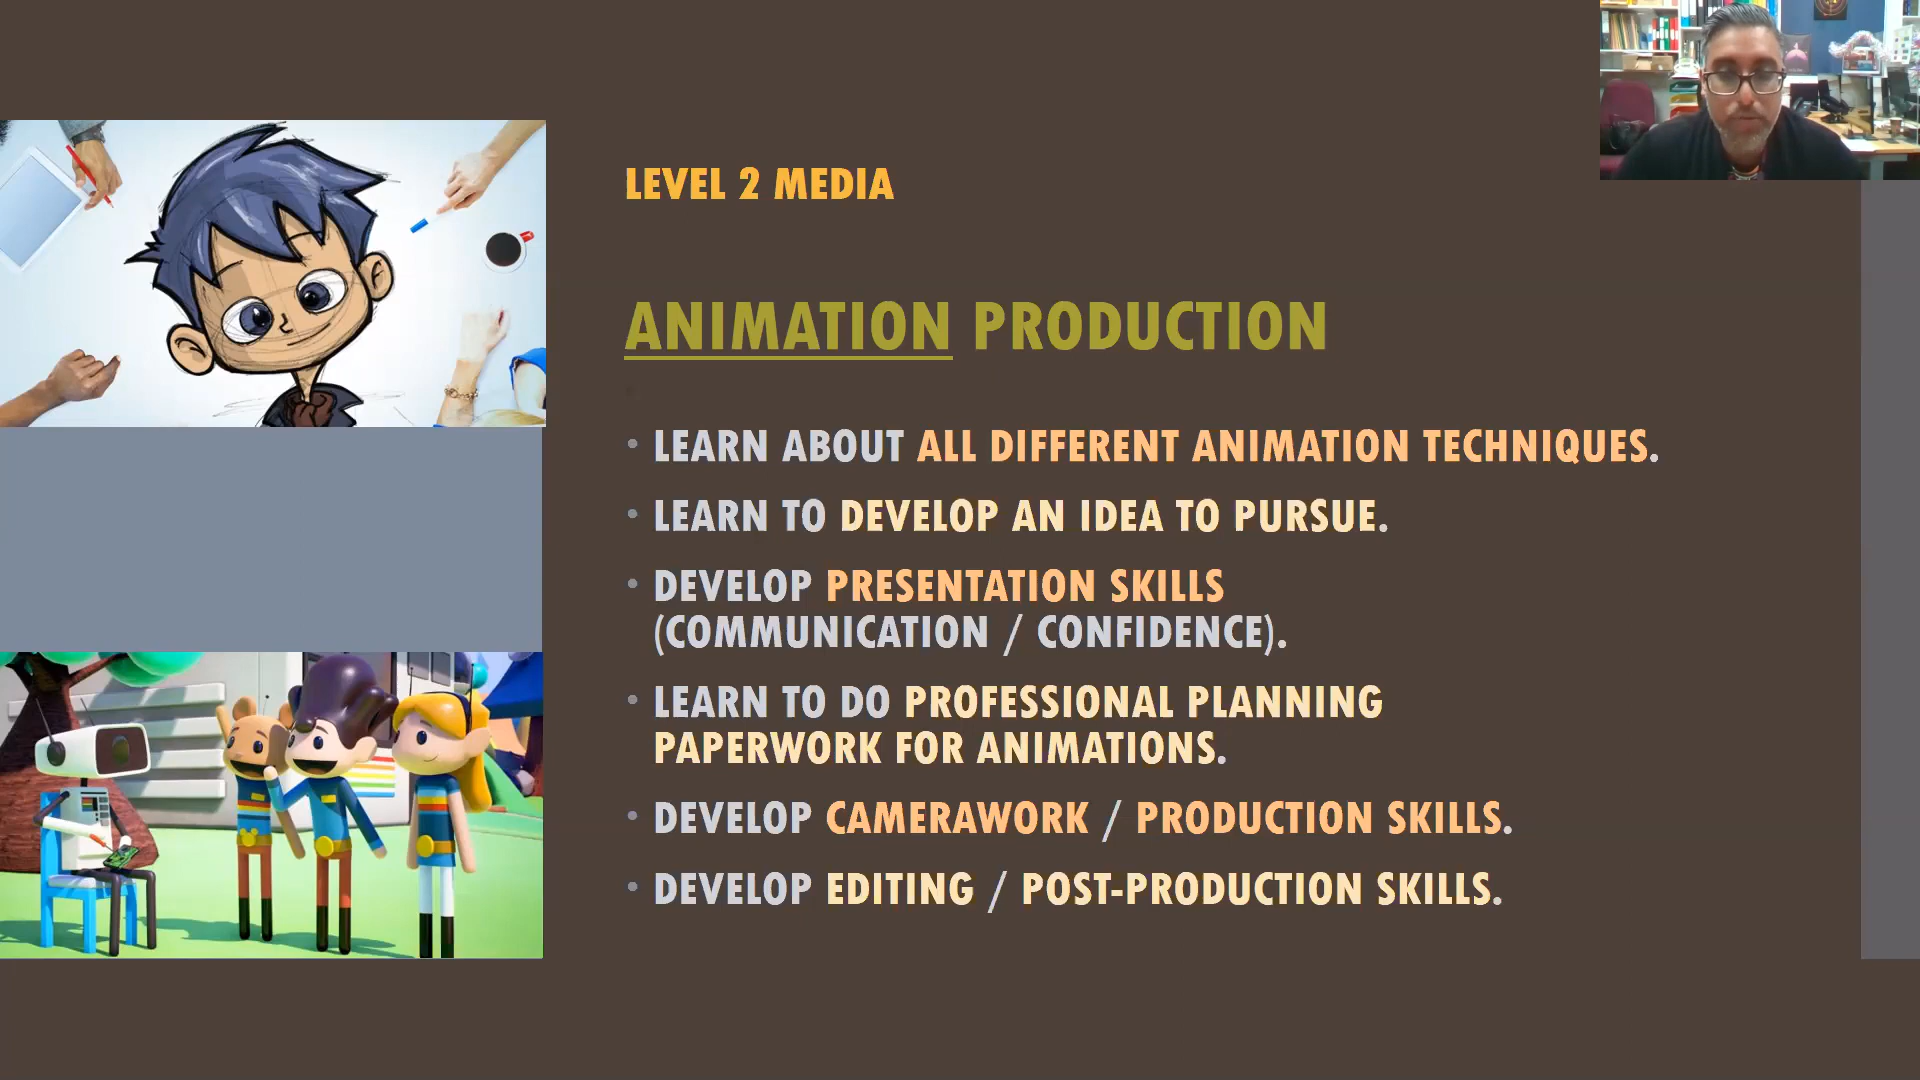 LEVEL 2 MEDIA
ANIMATION PRODUCTION
• LEARN ABOUT ALL DIFFERENT ANIMATION TECHNIQUES.
• LEARN TO DEVELOP AN IDEA TO PURSUE.
• DEVELOP PRESENTATION SKILLS
(COMMUNICATION / CONFIDENCE).
• LEARN TO DO PROFESSIONAL PLANNING
PAPERWORK FOR ANIMATIONS.
• DEVELOP CAMERAWORK / PRODUCTION SKILLS.
• DEVELOP EDITING / POST-PRODUCTION SKILLS.